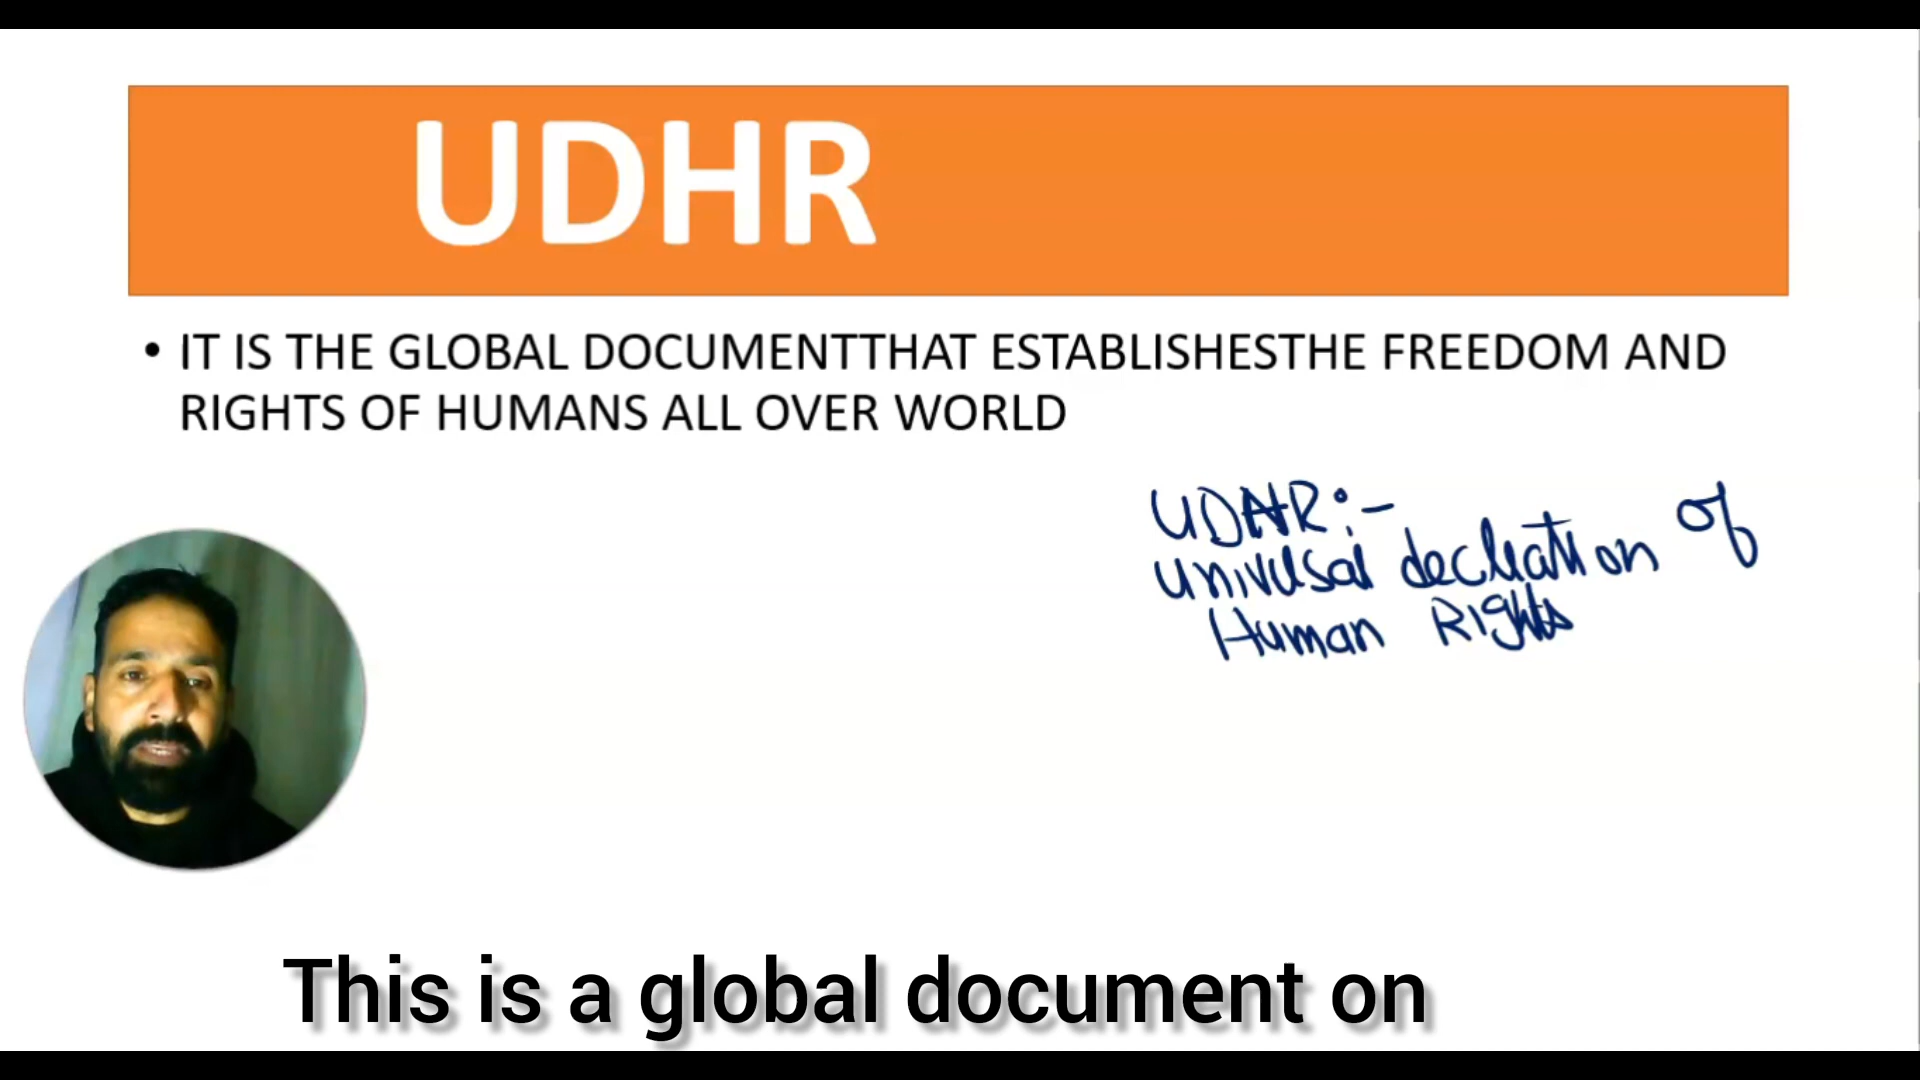 UDHR
• IT IS THE GLOBAL DOCUMENTTHAT ESTABLISHESTHE FREEDOM AND
RIGHTS OF HUMANS ALL OVER WORLD
UDHR:-
universal declration of
Human Rights
This is a global document on